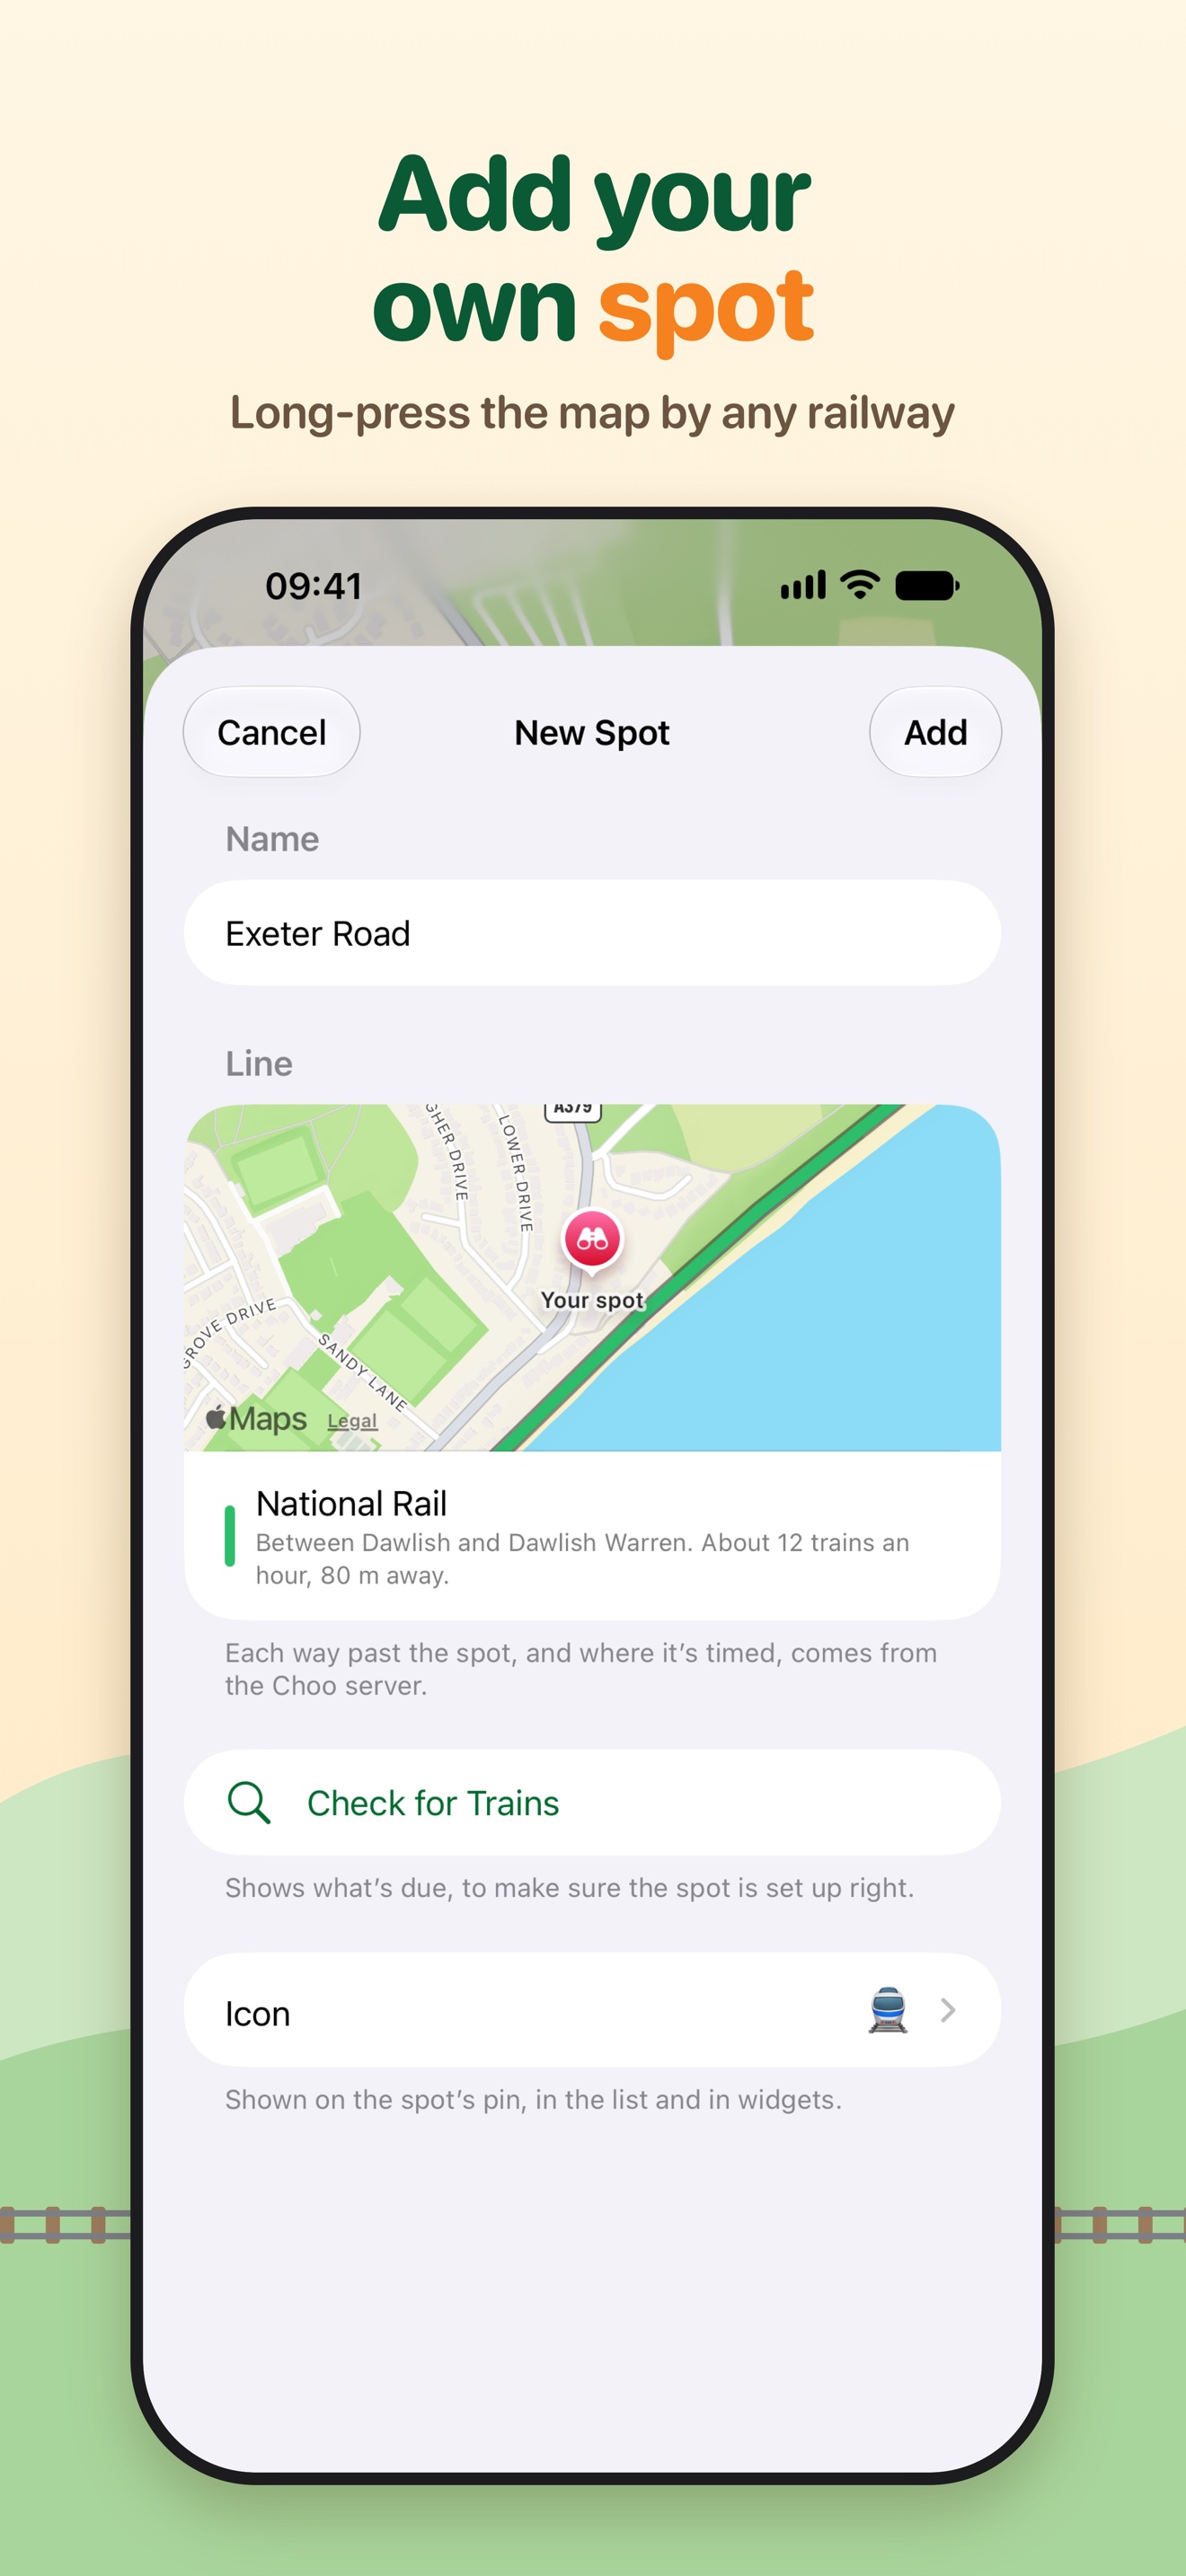 Add your
own spot
Long-press the map by any railway
09:41
Cancel
New Spot
Add
Name
Exeter Road
Line
A379
GHER DRIVE
LOWER DRIVE
Your spot
GROVE DRIVE
SANDY LANE
Maps
Legal
National Rail
Between Dawlish and Dawlish Warren. About 12 trains an
hour, 80 m away.
Each way past the spot, and where it’s timed, comes from
the Choo server.
Check for Trains
Shows what’s due, to make sure the spot is set up right.
Icon
Shown on the spot’s pin, in the list and in widgets.